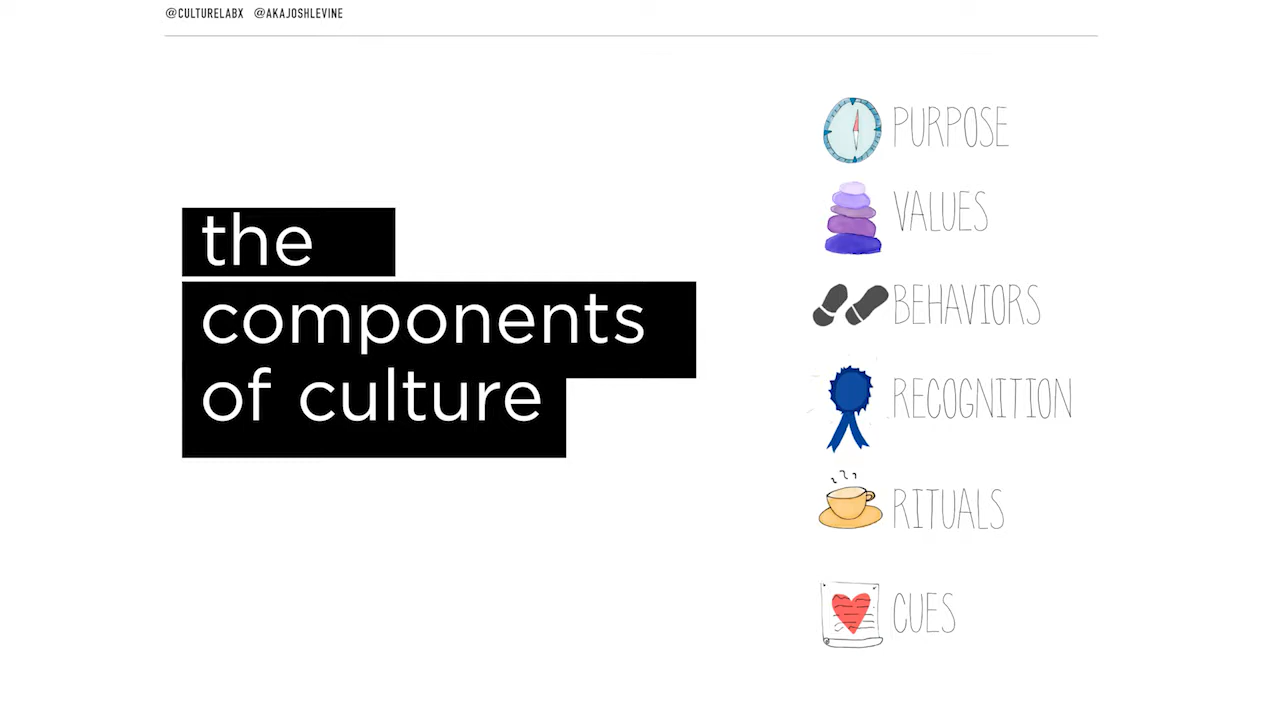 @CULTURELABX @AKAJOSHLEVINE
the
components
of culture
PURPOSE
VALUES
BEHAVIORS
RECOGNITION
RITUALS
CUES